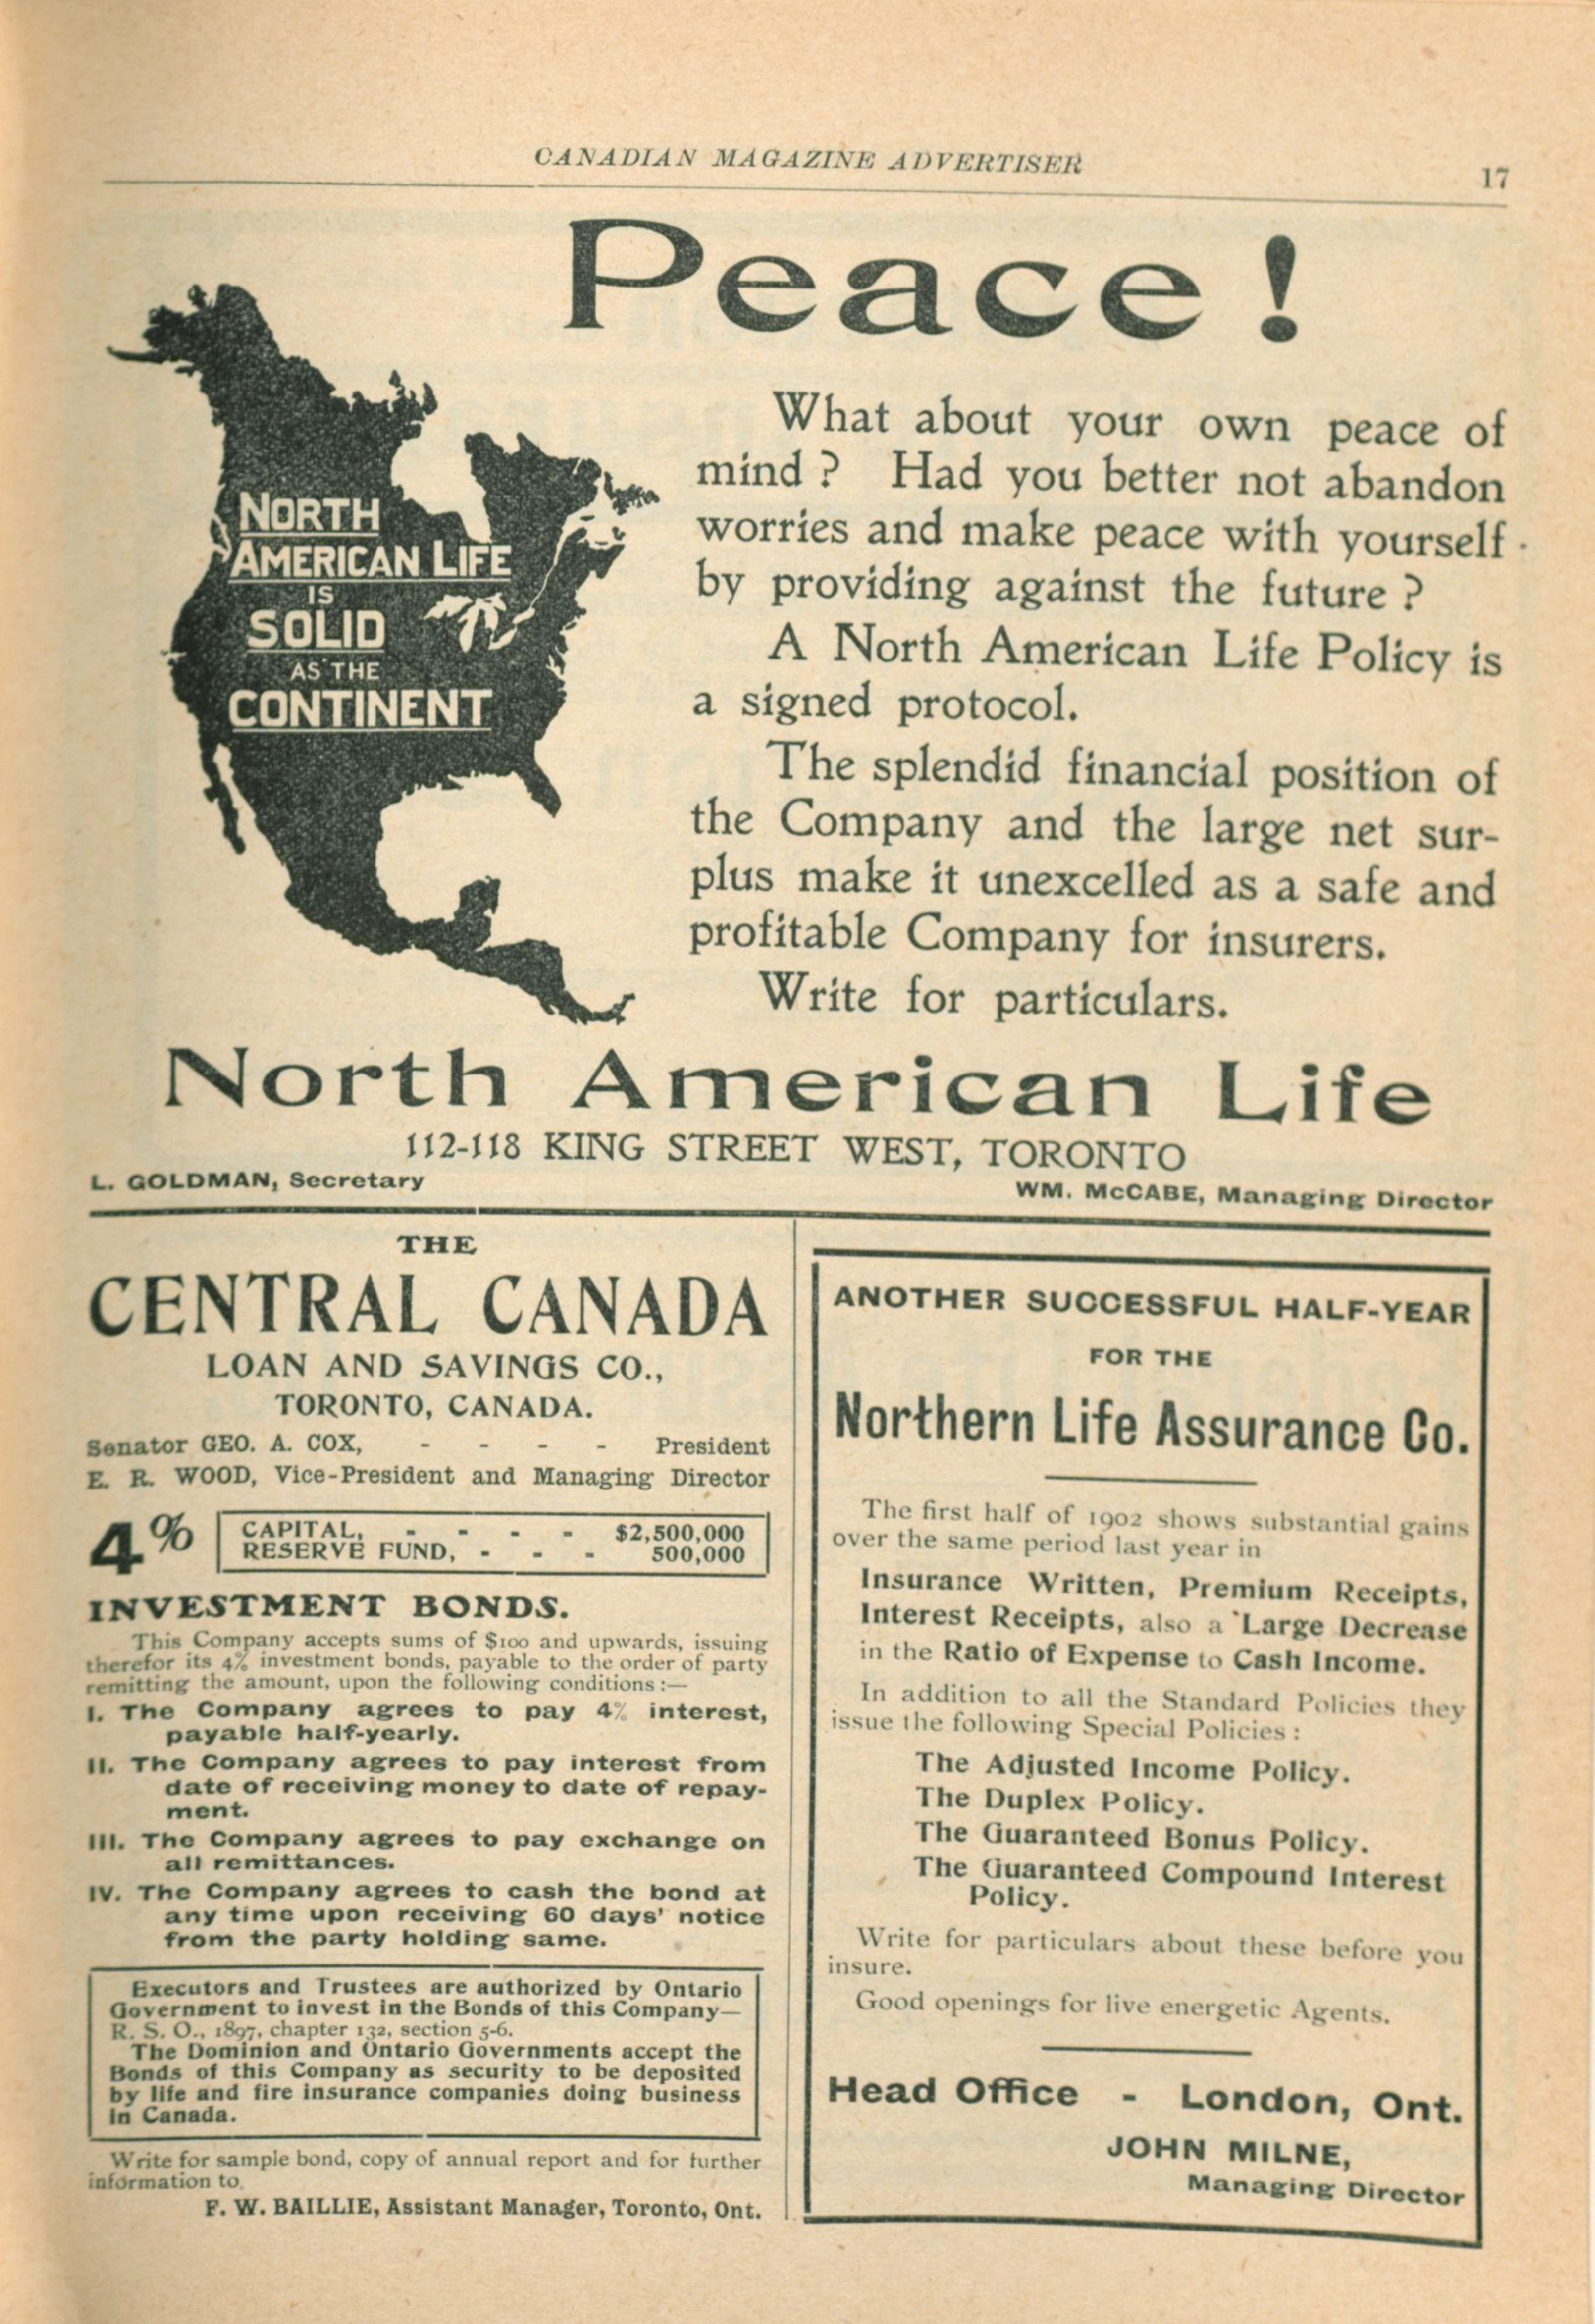 CANADIAN MAGAZINE ADVERTISER
17
Peace!
NORTH
AMERICAN LIFE
IS
SOLID
AS THE
CONTINENT
What about your own peace of
mind? Had you better not abandon
worries and make peace with yourself
by providing against the future?
A North American Life Policy is
a signed protocol.
The splendid financial position of
the Company and the large net sur-
plus make it unexcelled as a safe and
profitable Company for insurers.
Write for particulars.
North American Life
112-118 KING STREET WEST, TORONTO
L. GOLDMAN, Secretary
WM. McCABE, Managing Director
THE
CENTRAL CANADA
LOAN AND SAVINGS CO.,
TORONTO, CANADA.
Senator GEO. A. COX, - - - - President
E. R. WOOD, Vice-President and Managing Director
4%
CAPITAL, - - - - $2,500,000
RESERVE FUND, - - - 500,000
INVESTMENT BONDS.
This Company accepts sums of $100 and upwards, issuing
therefor its 4% investment bonds, payable to the order of party
remitting the amount, upon the following conditions:—
I. The Company agrees to pay 4% interest,
payable half-yearly.
II. The Company agrees to pay interest from
date of receiving money to date of repay-
ment.
III. The Company agrees to pay exchange on
all remittances.
IV. The Company agrees to cash the bond at
any time upon receiving 60 days' notice
from the party holding same.
Executors and Trustees are authorized by Ontario
Government to invest in the Bonds of this Company—
R. S. O., 1897, chapter 132, section 5-6.
The Dominion and Ontario Governments accept the
Bonds of this Company as security to be deposited
by life and fire insurance companies doing business
in Canada.
Write for sample bond, copy of annual report and for further
information to
F. W. BAILLIE, Assistant Manager, Toronto, Ont.
ANOTHER SUCCESSFUL HALF-YEAR
FOR THE
Northern Life Assurance Co.
The first half of 1902 shows substantial gains
over the same period last year in
Insurance Written, Premium Receipts,
Interest Receipts, also a Large Decrease
in the Ratio of Expense to Cash Income.
In addition to all the Standard Policies they
issue the following Special Policies:
The Adjusted Income Policy.
The Duplex Policy.
The Guaranteed Bonus Policy.
The Guaranteed Compound Interest
Policy.
Write for particulars about these before you
insure.
Good openings for live energetic Agents.
Head Office - London, Ont.
JOHN MILNE,
Managing Director